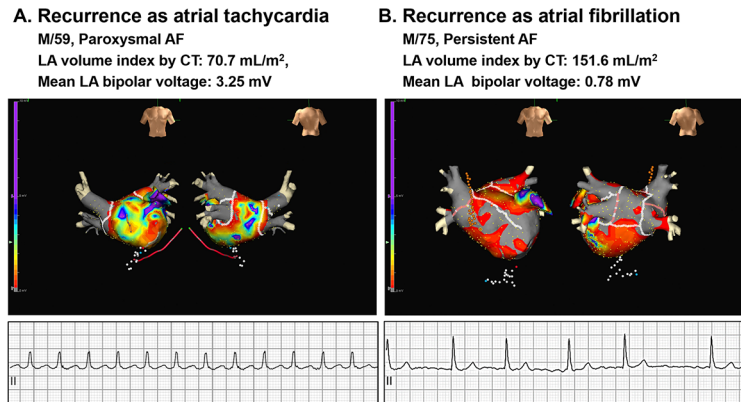 A. Recurrence as atrial tachycardia
M/59, Paroxysmal AF
LA volume index by CT: 70.7 mL/m²,
Mean LA bipolar voltage: 3.25 mV
B. Recurrence as atrial fibrillation
M/75, Persistent AF
LA volume index by CT: 151.6 mL/m²
Mean LA bipolar voltage: 0.78 mV
II
II